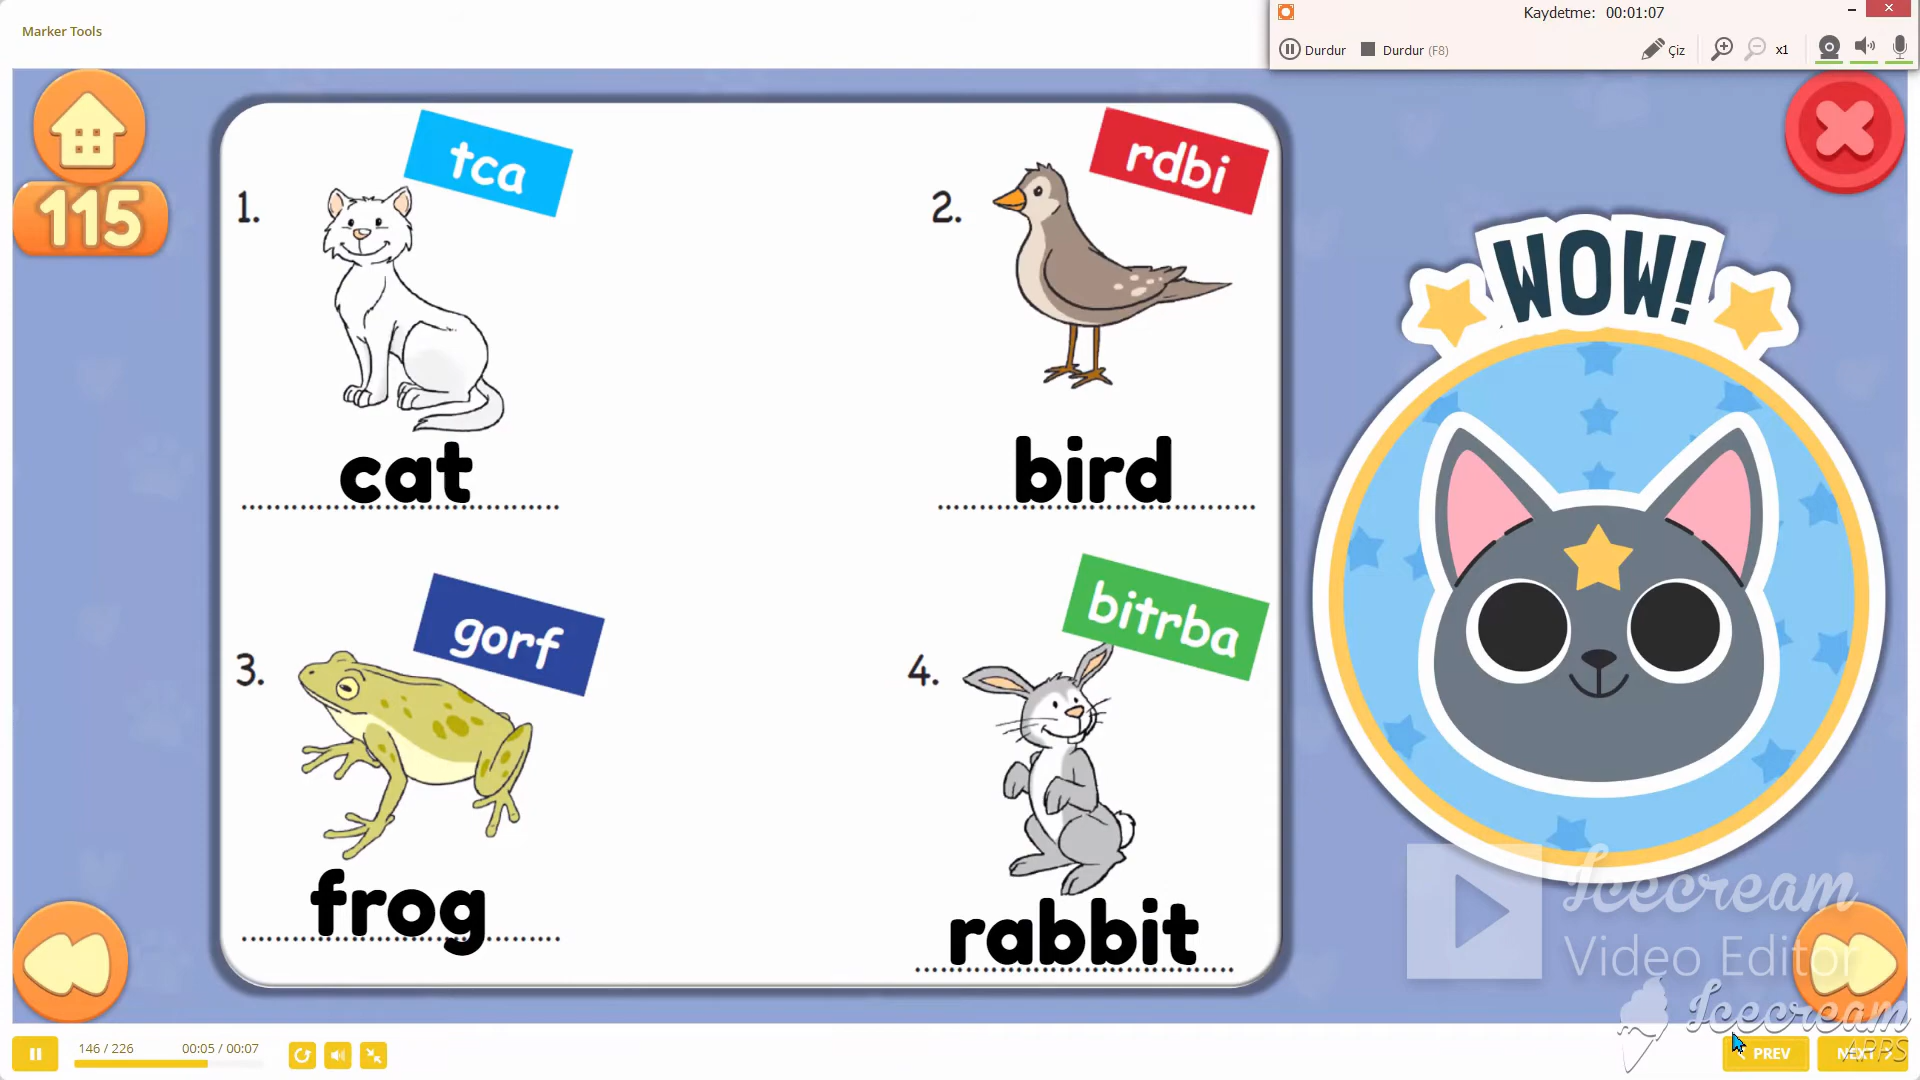 Marker Tools
Kaydetme: 00:01:07
Durdur Durdur (F8) Çiz x1
115
1. tca
cat
2. rdbi
bird
WOW!
3. gorf
frog
4. bitrba
rabbit
Icecream
Video Editor
Icecream
APPS
146 / 226 00:05 / 00:07
PREV NEXT